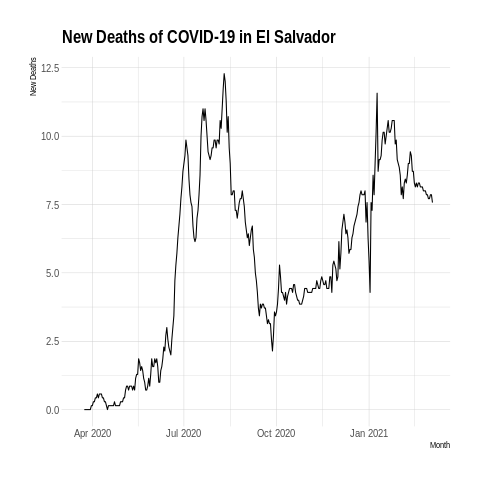 New Deaths of COVID-19 in El Salvador
New Deaths
12.5
10.0
7.5
5.0
2.5
0.0
Apr 2020
Jul 2020
Oct 2020
Jan 2021
Month